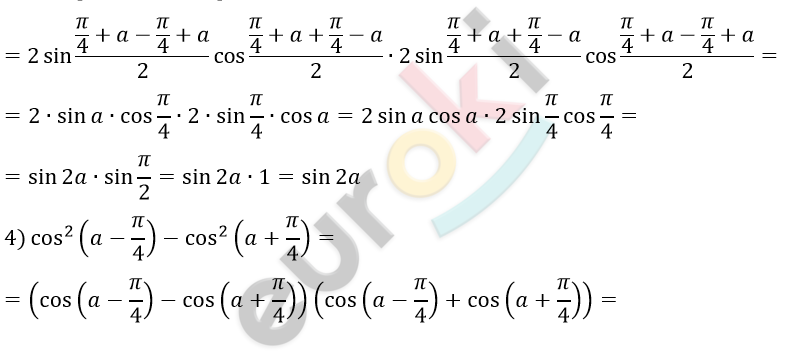 = 2 sin (π/4 + a − π/4 + a)/2 cos (π/4 + a + π/4 − a)/2 · 2 sin (π/4 + a + π/4 − a)/2 cos (π/4 + a − π/4 + a)/2 =
= 2 · sin a · cos π/4 · 2 · sin π/4 · cos a = 2 sin a cos a · 2 sin π/4 cos π/4 =
= sin 2a · sin π/2 = sin 2a · 1 = sin 2a
4) cos² (a − π/4) − cos² (a + π/4) =
= (cos (a − π/4) − cos (a + π/4)) (cos (a − π/4) + cos (a + π/4)) =
euroki